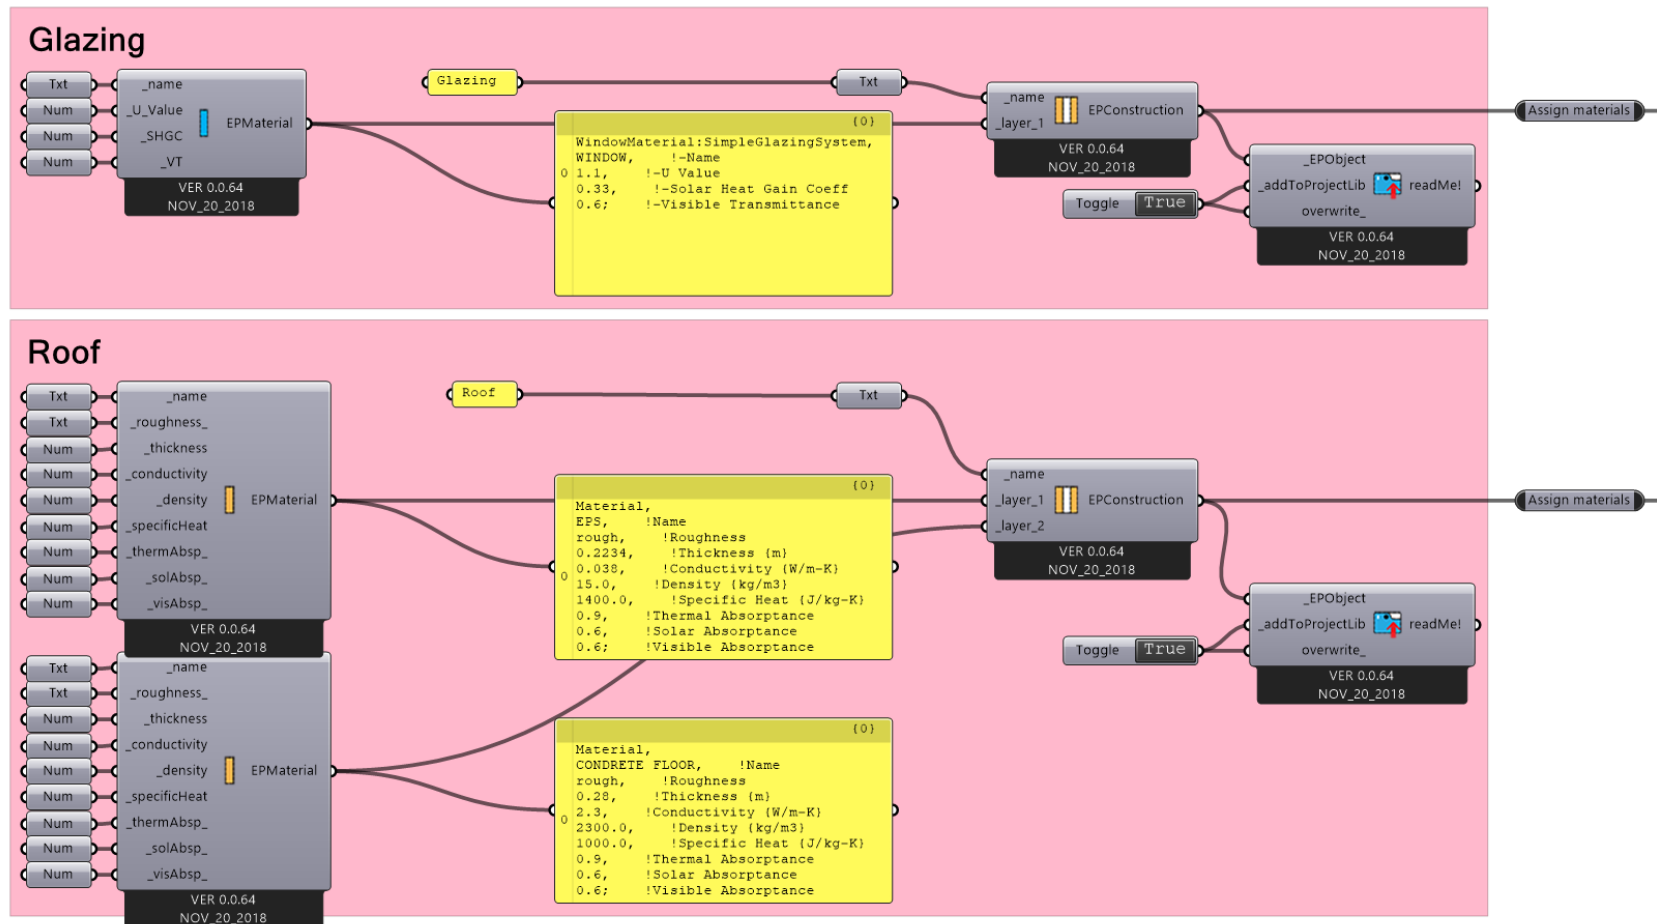 Glazing
Txt
_name
Num
_U_Value
Num
_SHGC
Num
_VT
EPMaterial
VER 0.0.64
NOV_20_2018
Glazing
{0}
WindowMaterial:SimpleGlazingSystem,
WINDOW, !-Name
0
1.1, !-U Value
0.33, !-Solar Heat Gain Coeff
0.6; !-Visible Transmittance
Txt
_name
_layer_1
EPConstruction
VER 0.0.64
NOV_20_2018
Toggle True
_EPObject
_addToProjectLib
overwrite_
readMe!
VER 0.0.64
NOV_20_2018
Assign materials
Roof
Txt
_name
Txt
_roughness_
Num
_thickness
Num
_conductivity
Num
_density
Num
_specificHeat
Num
_thermAbsp_
Num
_solAbsp_
Num
_visAbsp_
EPMaterial
VER 0.0.64
NOV_20_2018
Roof
{0}
Material,
EPS, !Name
rough, !Roughness
0.2234, !Thickness {m}
0.038, !Conductivity {W/m-K}
0
15.0, !Density {kg/m3}
1400.0, !Specific Heat {J/kg-K}
0.9, !Thermal Absorptance
0.6, !Solar Absorptance
0.6; !Visible Absorptance
Txt
_name
_layer_1
_layer_2
EPConstruction
VER 0.0.64
NOV_20_2018
Toggle True
_EPObject
_addToProjectLib
overwrite_
readMe!
VER 0.0.64
NOV_20_2018
Assign materials
Txt
_name
Txt
_roughness_
Num
_thickness
Num
_conductivity
Num
_density
Num
_specificHeat
Num
_thermAbsp_
Num
_solAbsp_
Num
_visAbsp_
EPMaterial
VER 0.0.64
NOV_20_2018
{0}
Material,
CONDRETE FLOOR, !Name
rough, !Roughness
0.28, !Thickness {m}
0
2.3, !Conductivity {W/m-K}
2300.0, !Density {kg/m3}
1000.0, !Specific Heat {J/kg-K}
0.9, !Thermal Absorptance
0.6, !Solar Absorptance
0.6; !Visible Absorptance